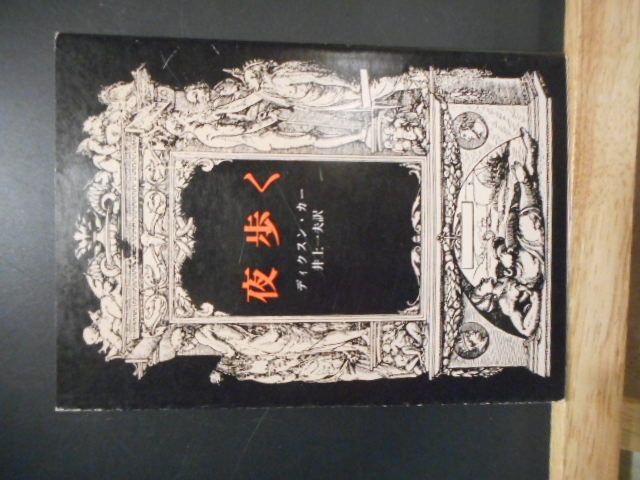 夜歩く
ディクスン・カー
井上一夫訳